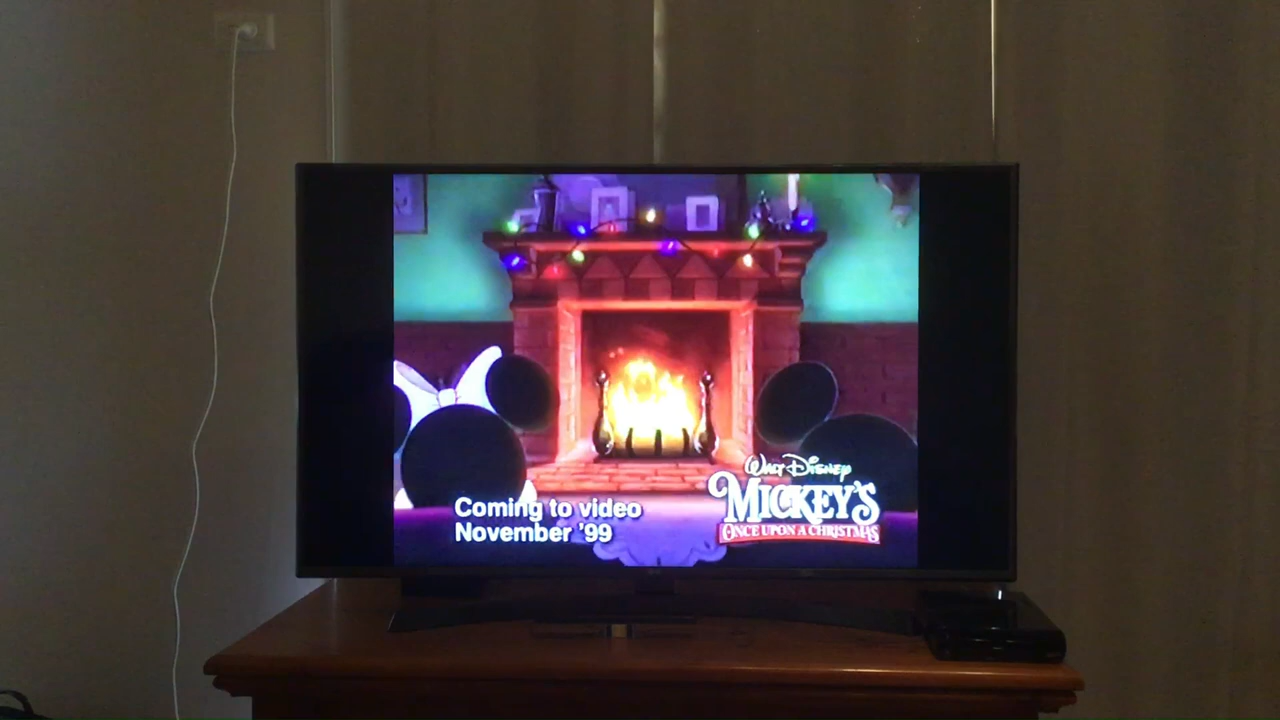 Coming to video
November '99
WALT DISNEY
MICKEY'S
ONCE UPON A CHRISTMAS